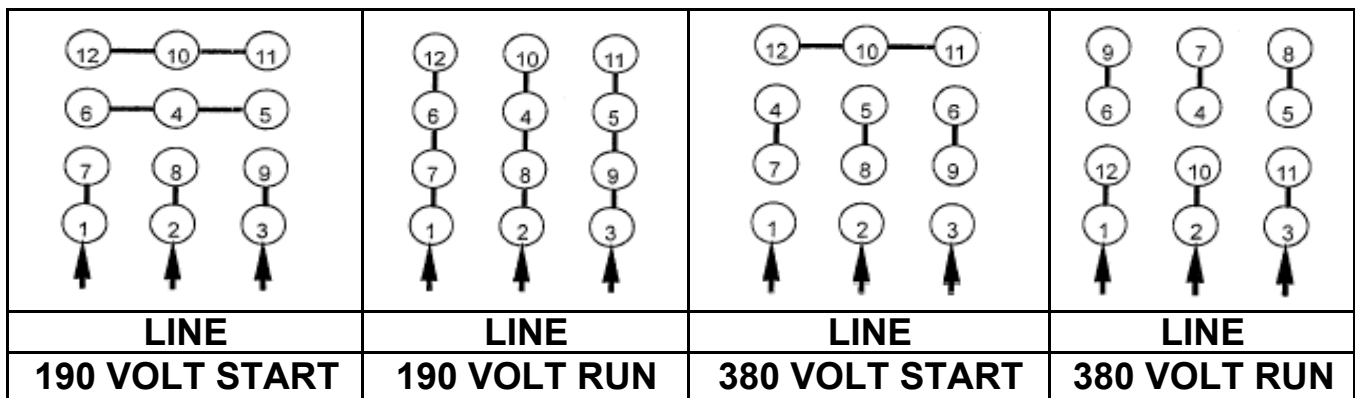 12 10 11
6 4 5
7 8 9
1 2 3
LINE
190 VOLT START
12 10 11
6 4 5
7 8 9
1 2 3
LINE
190 VOLT RUN
12 10 11
4 5 6
7 8 9
1 2 3
LINE
380 VOLT START
9 7 8
6 4 5
12 10 11
1 2 3
LINE
380 VOLT RUN